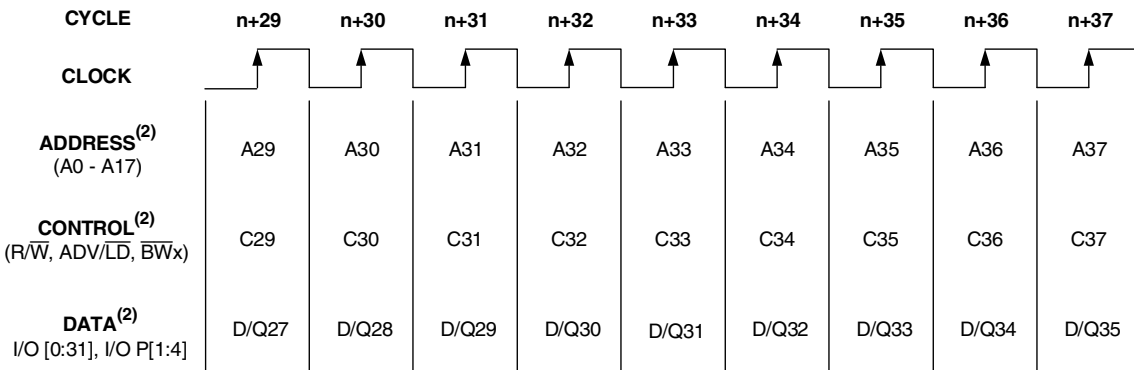 CYCLE n+29 n+30 n+31 n+32 n+33 n+34 n+35 n+36 n+37
CLOCK
ADDRESS(2) A29 A30 A31 A32 A33 A34 A35 A36 A37
(A0 - A17)
CONTROL(2) C29 C30 C31 C32 C33 C34 C35 C36 C37
(R/W̅, ADV/L̅D̅, B̅W̅x)
DATA(2) D/Q27 D/Q28 D/Q29 D/Q30 D/Q31 D/Q32 D/Q33 D/Q34 D/Q35
I/O [0:31], I/O P[1:4]